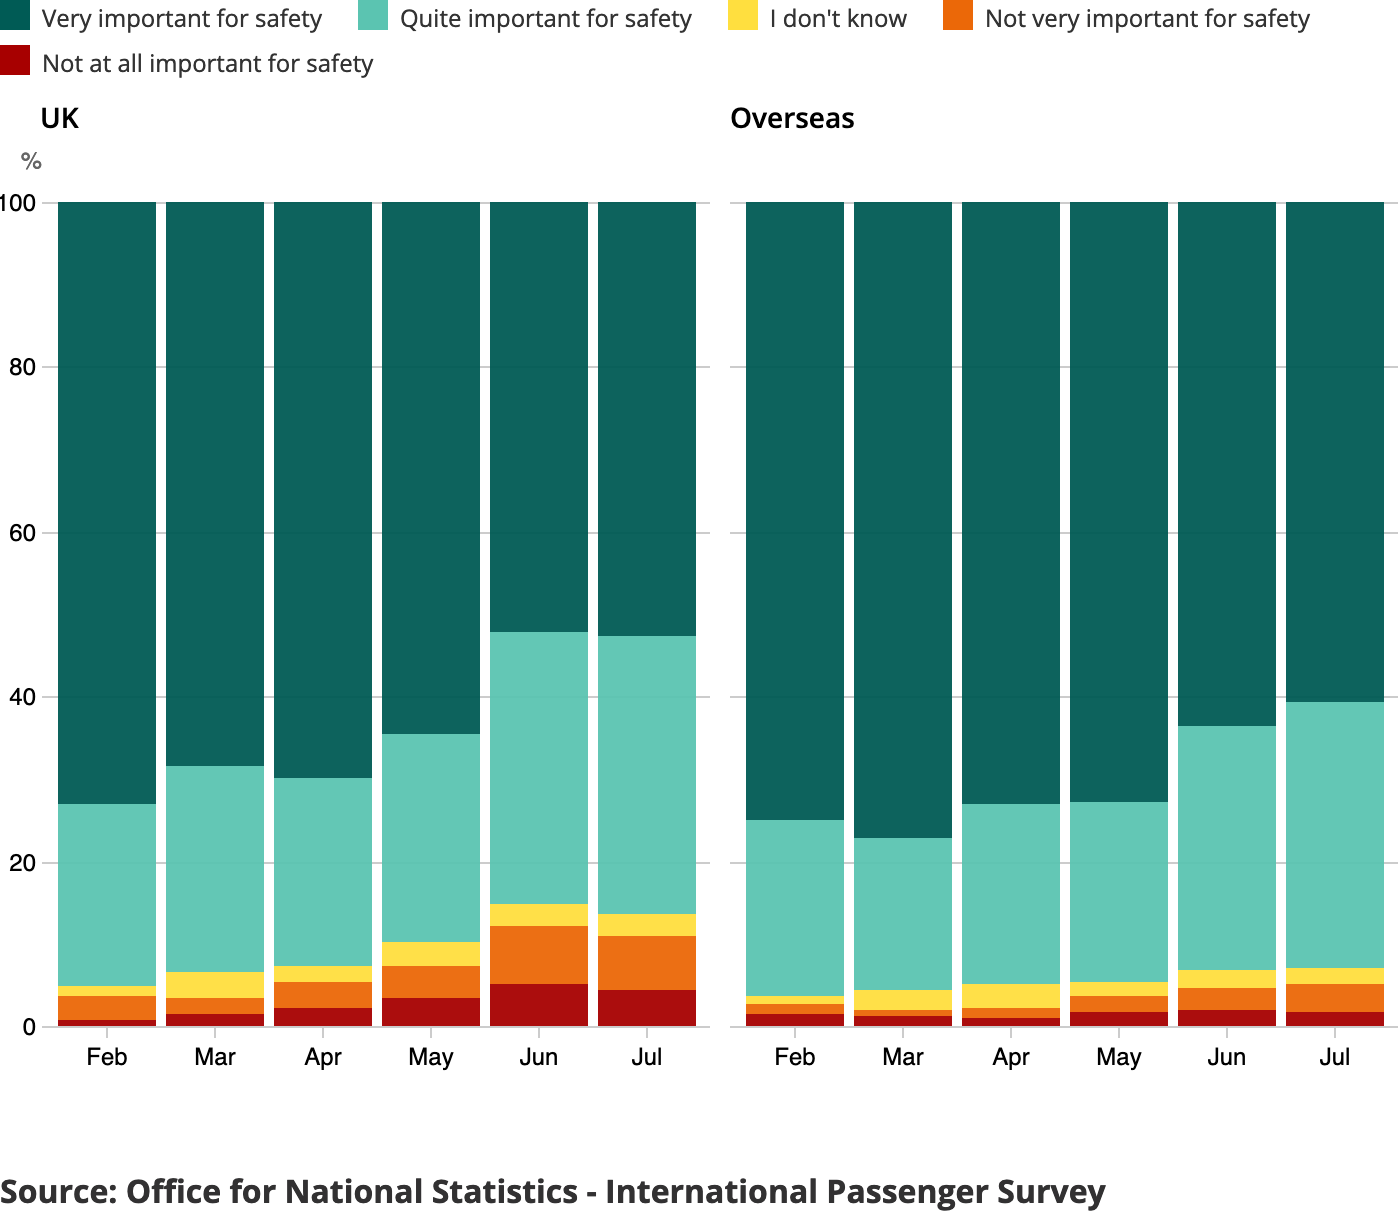 Very important for safety Quite important for safety I don't know Not very important for safety
Not at all important for safety
UK Overseas
%
100
80
60
40
20
0
Feb Mar Apr May Jun Jul Feb Mar Apr May Jun Jul
Source: Office for National Statistics - International Passenger Survey